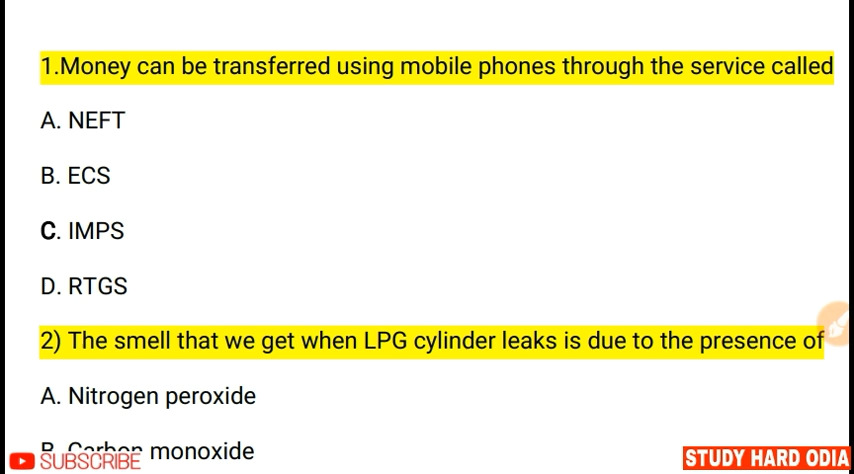 1.Money can be transferred using mobile phones through the service called
A. NEFT
B. ECS
C. IMPS
D. RTGS
2) The smell that we get when LPG cylinder leaks is due to the presence of
A. Nitrogen peroxide
B. Carbon monoxide
SUBSCRIBE
STUDY HARD ODIA